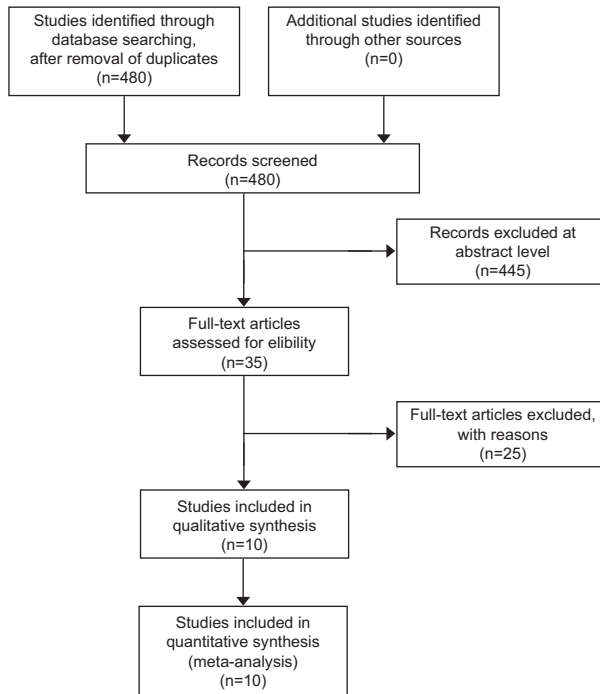 Studies identified through
database searching,
after removal of duplicates
(n=480)
Additional studies identified
through other sources
(n=0)
Records screened
(n=480)
Records excluded at
abstract level
(n=445)
Full-text articles
assessed for elibility
(n=35)
Full-text articles excluded,
with reasons
(n=25)
Studies included in
qualitative synthesis
(n=10)
Studies included in
quantitative synthesis
(meta-analysis)
(n=10)